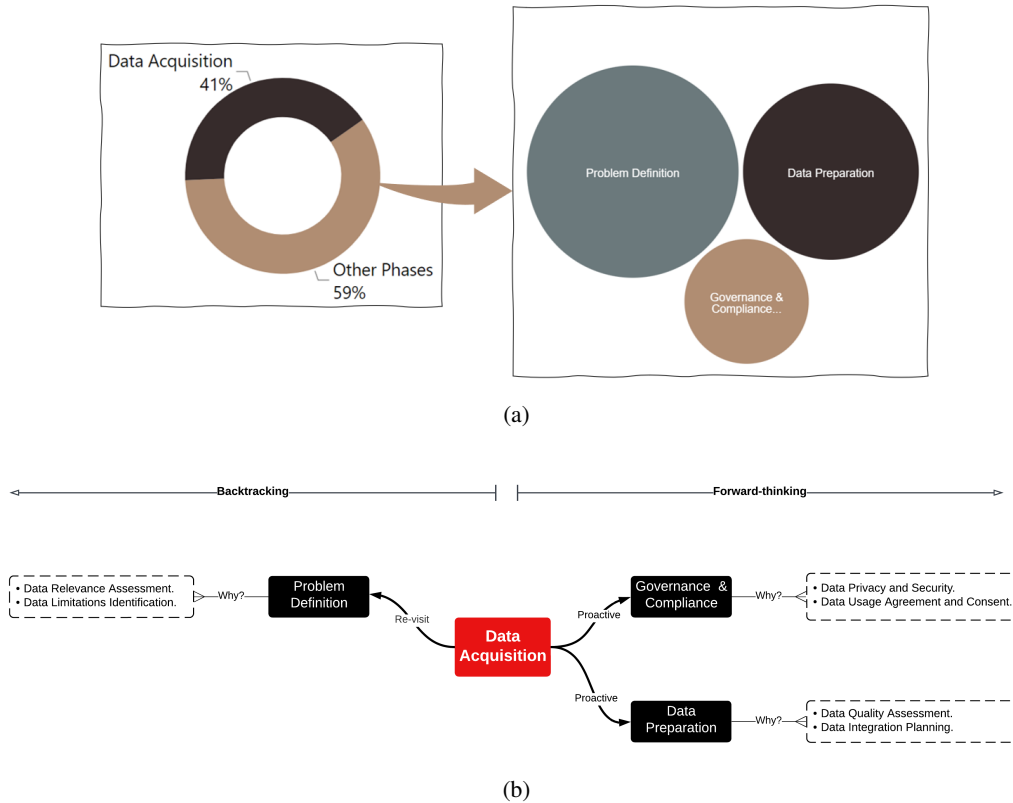 Data Acquisition
41%
Other Phases
59%
Problem Definition
Data Preparation
Governance &
Compliance...
(a)
Backtracking
Forward-thinking
• Data Relevance Assessment.
• Data Limitations Identification.
Why?
Problem
Definition
Re-visit
Data
Acquisition
Proactive
Governance &
Compliance
Why?
• Data Privacy and Security.
• Data Usage Agreement and Consent.
Proactive
Data
Preparation
Why?
• Data Quality Assessment.
• Data Integration Planning.
(b)